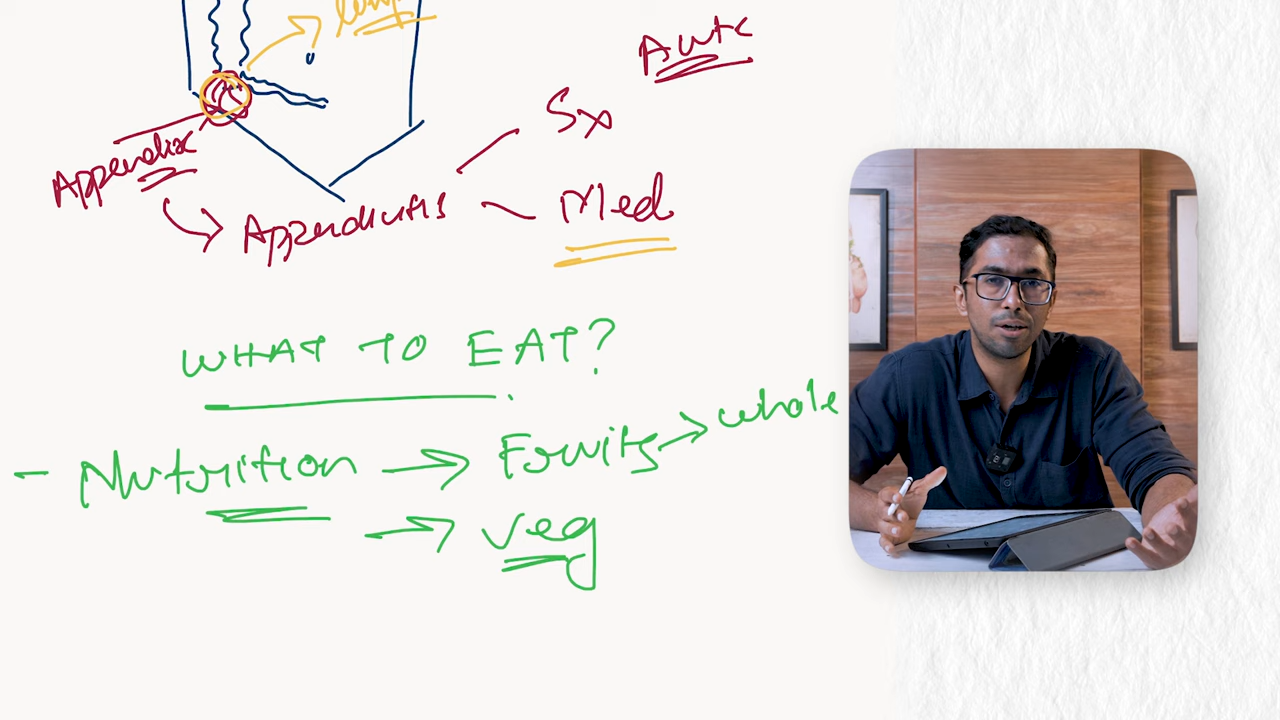 Acute
Sx
Appendix
Appendicitis
Med
WHAT TO EAT?
- Nutrition → Fruits → whole
→ veg